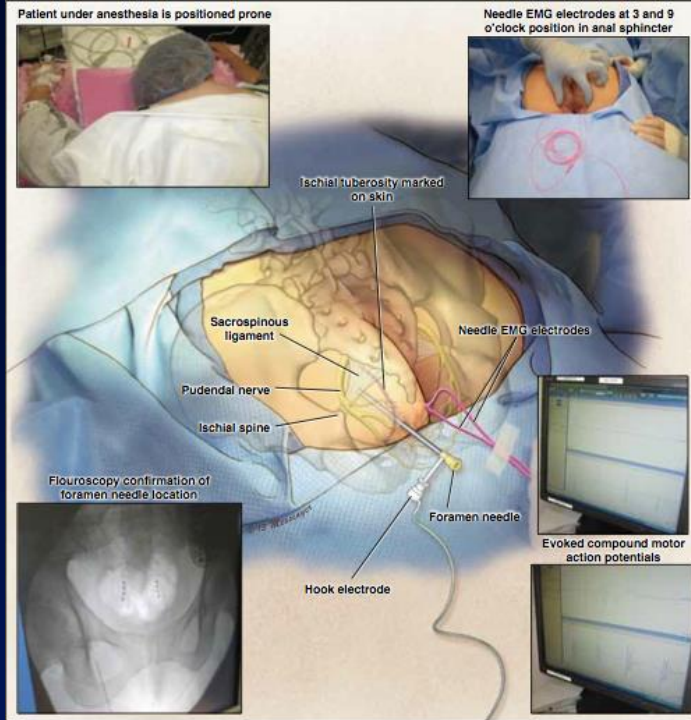 Patient under anesthesia is positioned prone
Needle EMG electrodes at 3 and 9
o'clock position in anal sphincter
Ischial tuberosity marked
on skin
Sacrospinous
ligament
Needle EMG electrodes
Pudendal nerve
Ischial spine
Flouroscopy confirmation of
foramen needle location
Foramen needle
Evoked compound motor
action potentials
Hook electrode